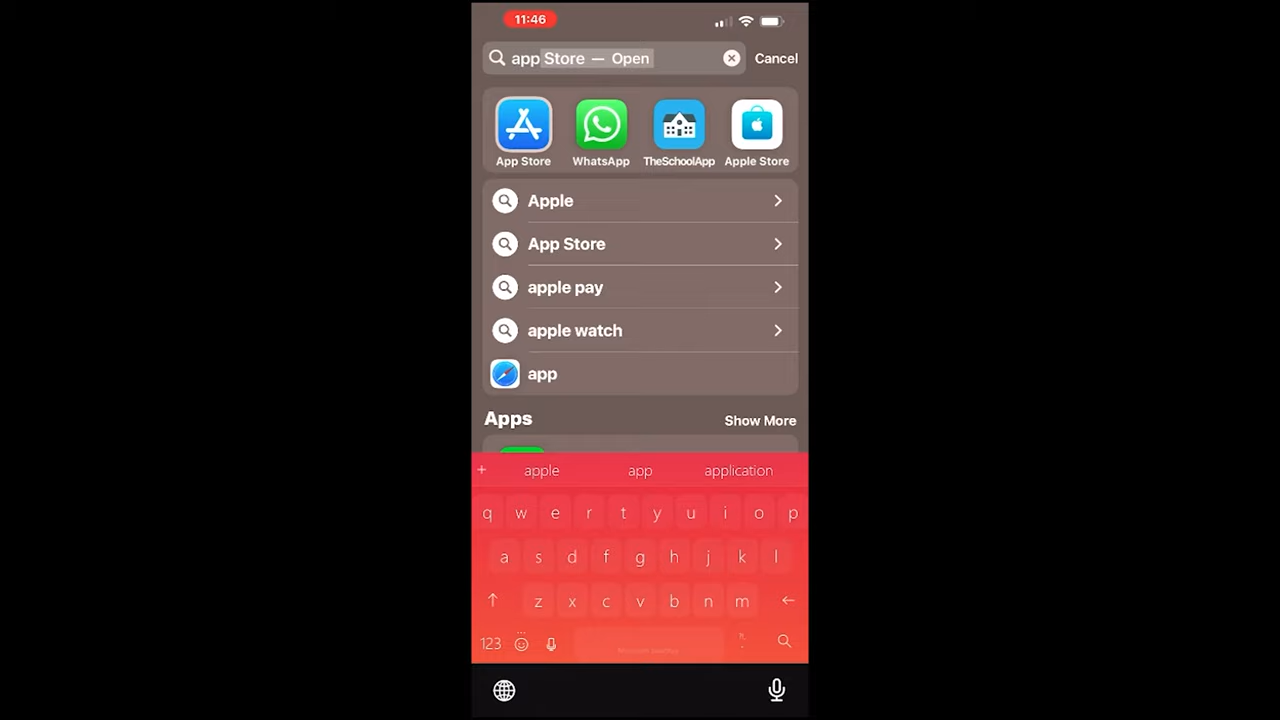 11:46
app Store — Open
Cancel
App Store
WhatsApp
TheSchoolApp
Apple Store
Apple
App Store
apple pay
apple watch
app
Apps
Show More
+ apple app application
q w e r t y u i o p
a s d f g h j k l
z x c v b n m
123